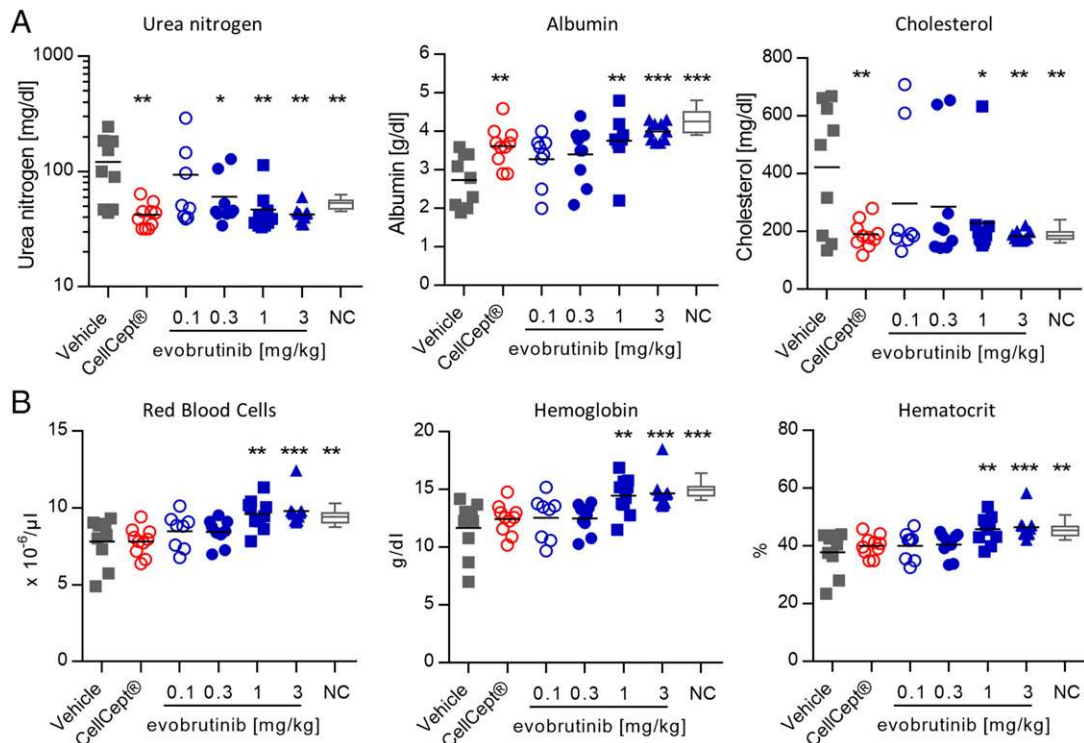 A
Urea nitrogen
Urea nitrogen [mg/dl]
1000
100
10
** * ** ** **
Vehicle
CellCept®
0.1 0.3 1 3 NC
evobrutinib [mg/kg]
Albumin
Albumin [g/dl]
6
5
4
3
2
1
0
** ** *** ***
Vehicle
CellCept®
0.1 0.3 1 3 NC
evobrutinib [mg/kg]
Cholesterol
Cholesterol [mg/dl]
800
600
400
200
0
** * ** **
Vehicle
CellCept®
0.1 0.3 1 3 NC
evobrutinib [mg/kg]
B
Red Blood Cells
x 10⁻⁶/µl
15
10
5
0
** *** **
Vehicle
CellCept®
0.1 0.3 1 3 NC
evobrutinib [mg/kg]
Hemoglobin
g/dl
20
15
10
5
0
** *** ***
Vehicle
CellCept®
0.1 0.3 1 3 NC
evobrutinib [mg/kg]
Hematocrit
%
80
60
40
20
0
** *** **
Vehicle
CellCept®
0.1 0.3 1 3 NC
evobrutinib [mg/kg]